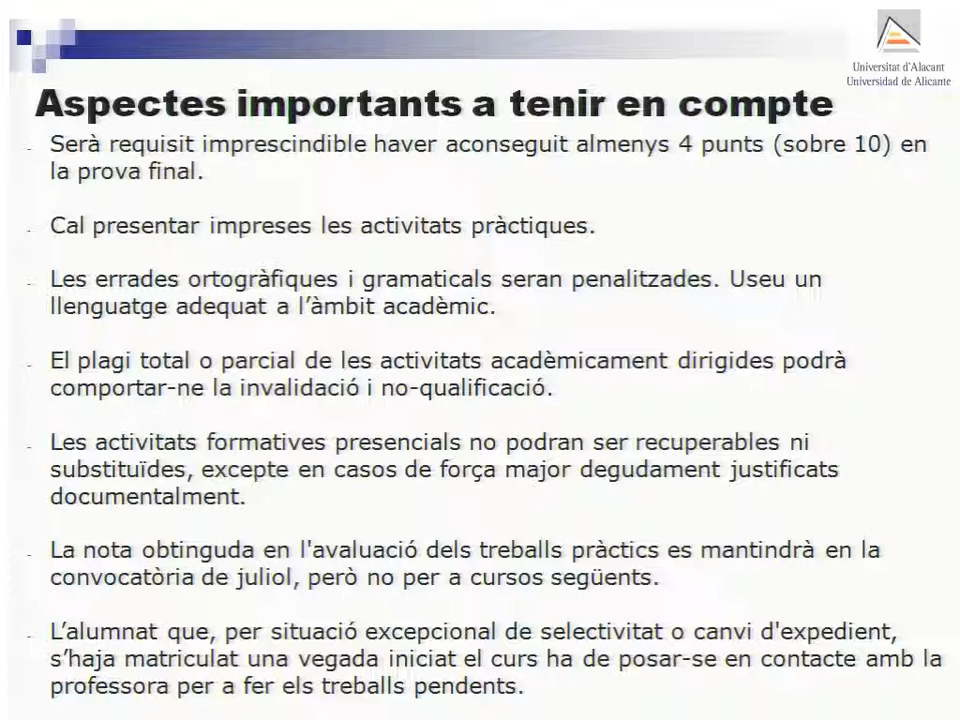 Universitat d'Alacant
Universidad de Alicante
Aspectes importants a tenir en compte
- Serà requisit imprescindible haver aconseguit almenys 4 punts (sobre 10) en
la prova final.
- Cal presentar impreses les activitats pràctiques.
- Les errades ortogràfiques i gramaticals seran penalitzades. Useu un
llenguatge adequat a l’àmbit acadèmic.
- El plagi total o parcial de les activitats acadèmicament dirigides podrà
comportar-ne la invalidació i no-qualificació.
- Les activitats formatives presencials no podran ser recuperables ni
substituïdes, excepte en casos de força major degudament justificats
documentalment.
- La nota obtinguda en l'avaluació dels treballs pràctics es mantindrà en la
convocatòria de juliol, però no per a cursos següents.
- L’alumnat que, per situació excepcional de selectivitat o canvi d'expedient,
s’haja matriculat una vegada iniciat el curs ha de posar-se en contacte amb la
professora per a fer els treballs pendents.